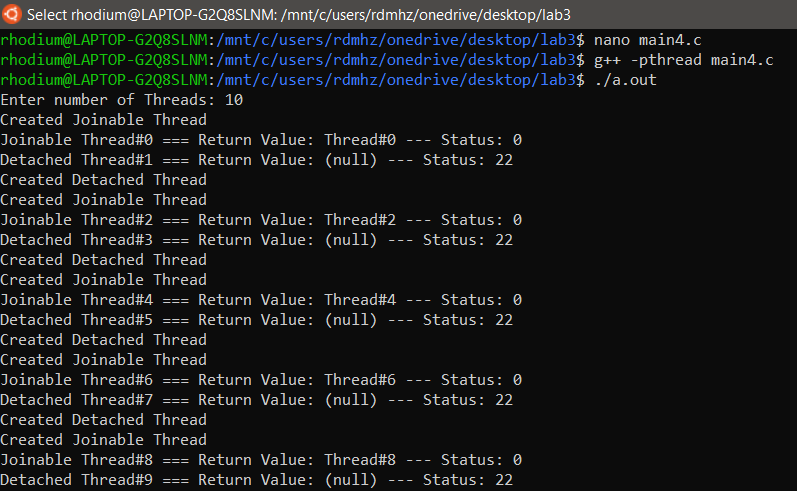 Select rhodium@LAPTOP-G2Q8SLNM: /mnt/c/users/rdmhz/onedrive/desktop/lab3
rhodium@LAPTOP-G2Q8SLNM:/mnt/c/users/rdmhz/onedrive/desktop/lab3$ nano main4.c
rhodium@LAPTOP-G2Q8SLNM:/mnt/c/users/rdmhz/onedrive/desktop/lab3$ g++ -pthread main4.c
rhodium@LAPTOP-G2Q8SLNM:/mnt/c/users/rdmhz/onedrive/desktop/lab3$ ./a.out
Enter number of Threads: 10
Created Joinable Thread
Joinable Thread#0 === Return Value: Thread#0 --- Status: 0
Detached Thread#1 === Return Value: (null) --- Status: 22
Created Detached Thread
Created Joinable Thread
Joinable Thread#2 === Return Value: Thread#2 --- Status: 0
Detached Thread#3 === Return Value: (null) --- Status: 22
Created Detached Thread
Created Joinable Thread
Joinable Thread#4 === Return Value: Thread#4 --- Status: 0
Detached Thread#5 === Return Value: (null) --- Status: 22
Created Detached Thread
Created Joinable Thread
Joinable Thread#6 === Return Value: Thread#6 --- Status: 0
Detached Thread#7 === Return Value: (null) --- Status: 22
Created Detached Thread
Created Joinable Thread
Joinable Thread#8 === Return Value: Thread#8 --- Status: 0
Detached Thread#9 === Return Value: (null) --- Status: 22